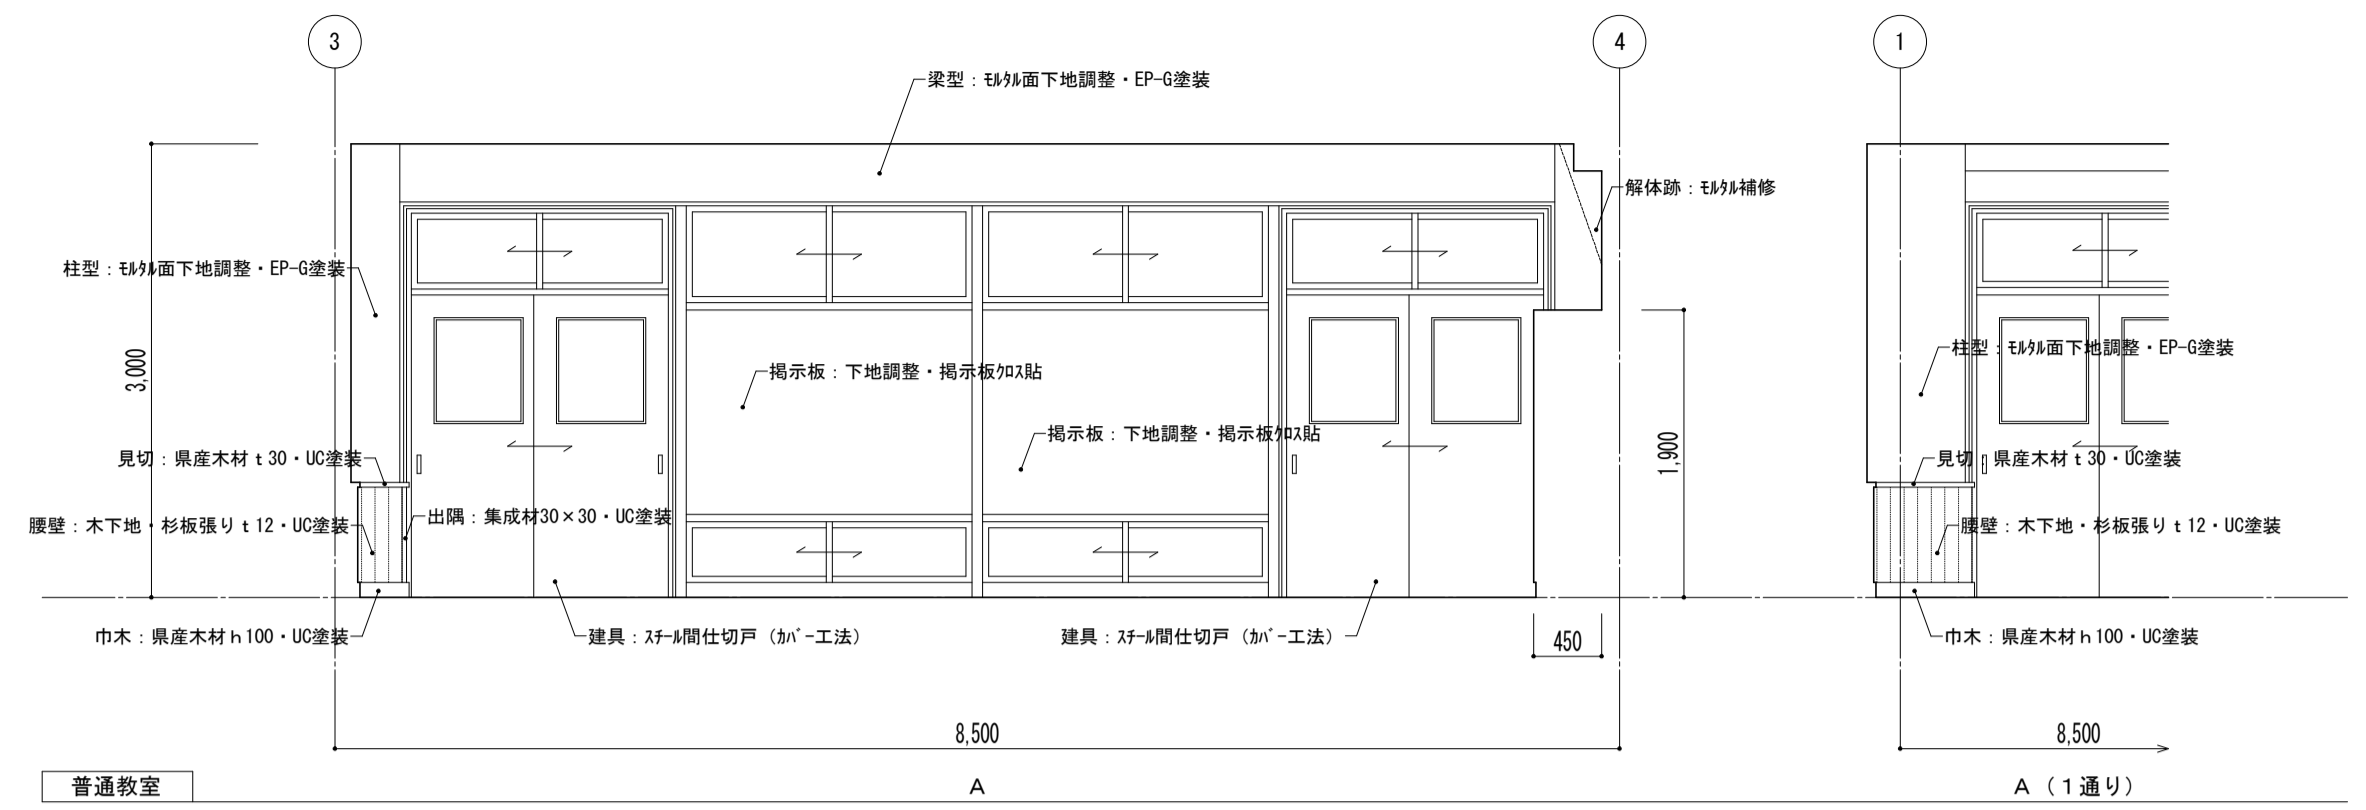 3
4
1
梁型：ﾓﾙﾀﾙ面下地調整・EP-G塗装
解体跡：ﾓﾙﾀﾙ補修
柱型：ﾓﾙﾀﾙ面下地調整・EP-G塗装
柱型：ﾓﾙﾀﾙ面下地調整・EP-G塗装
3,000
掲示板：下地調整・掲示板ｸﾛｽ貼
掲示板：下地調整・掲示板ｸﾛｽ貼
1,900
見切：県産木材ｔ30・UC塗装
見切：県産木材ｔ30・UC塗装
出隅：集成材30×30・UC塗装
腰壁：木下地・杉板張りｔ12・UC塗装
腰壁：木下地・杉板張りｔ12・UC塗装
巾木：県産木材ｈ100・UC塗装
建具：ｽﾁｰﾙ間仕切戸（ｶﾊﾞｰ工法）
建具：ｽﾁｰﾙ間仕切戸（ｶﾊﾞｰ工法）
450
巾木：県産木材ｈ100・UC塗装
8,500
8,500
普通教室
A
A（１通り）